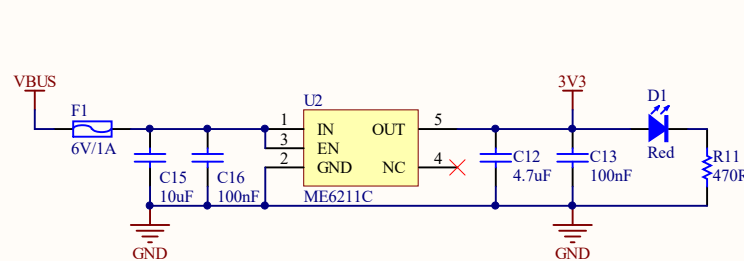 VBUS
F1
6V/1A
C15
10uF
C16
100nF
GND
U2
1
3
2
IN
EN
GND
OUT
NC
5
4
ME6211C
C12
4.7uF
3V3
C13
100nF
GND
D1
Red
R11
470R